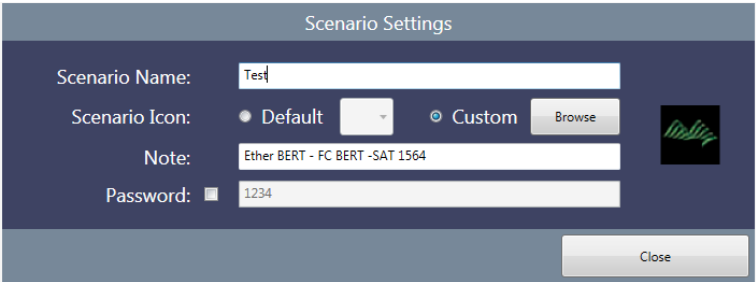 Scenario Settings
Scenario Name: Test
Scenario Icon: Default Custom Browse
Note: Ether BERT - FC BERT -SAT 1564
Password: 1234
Close